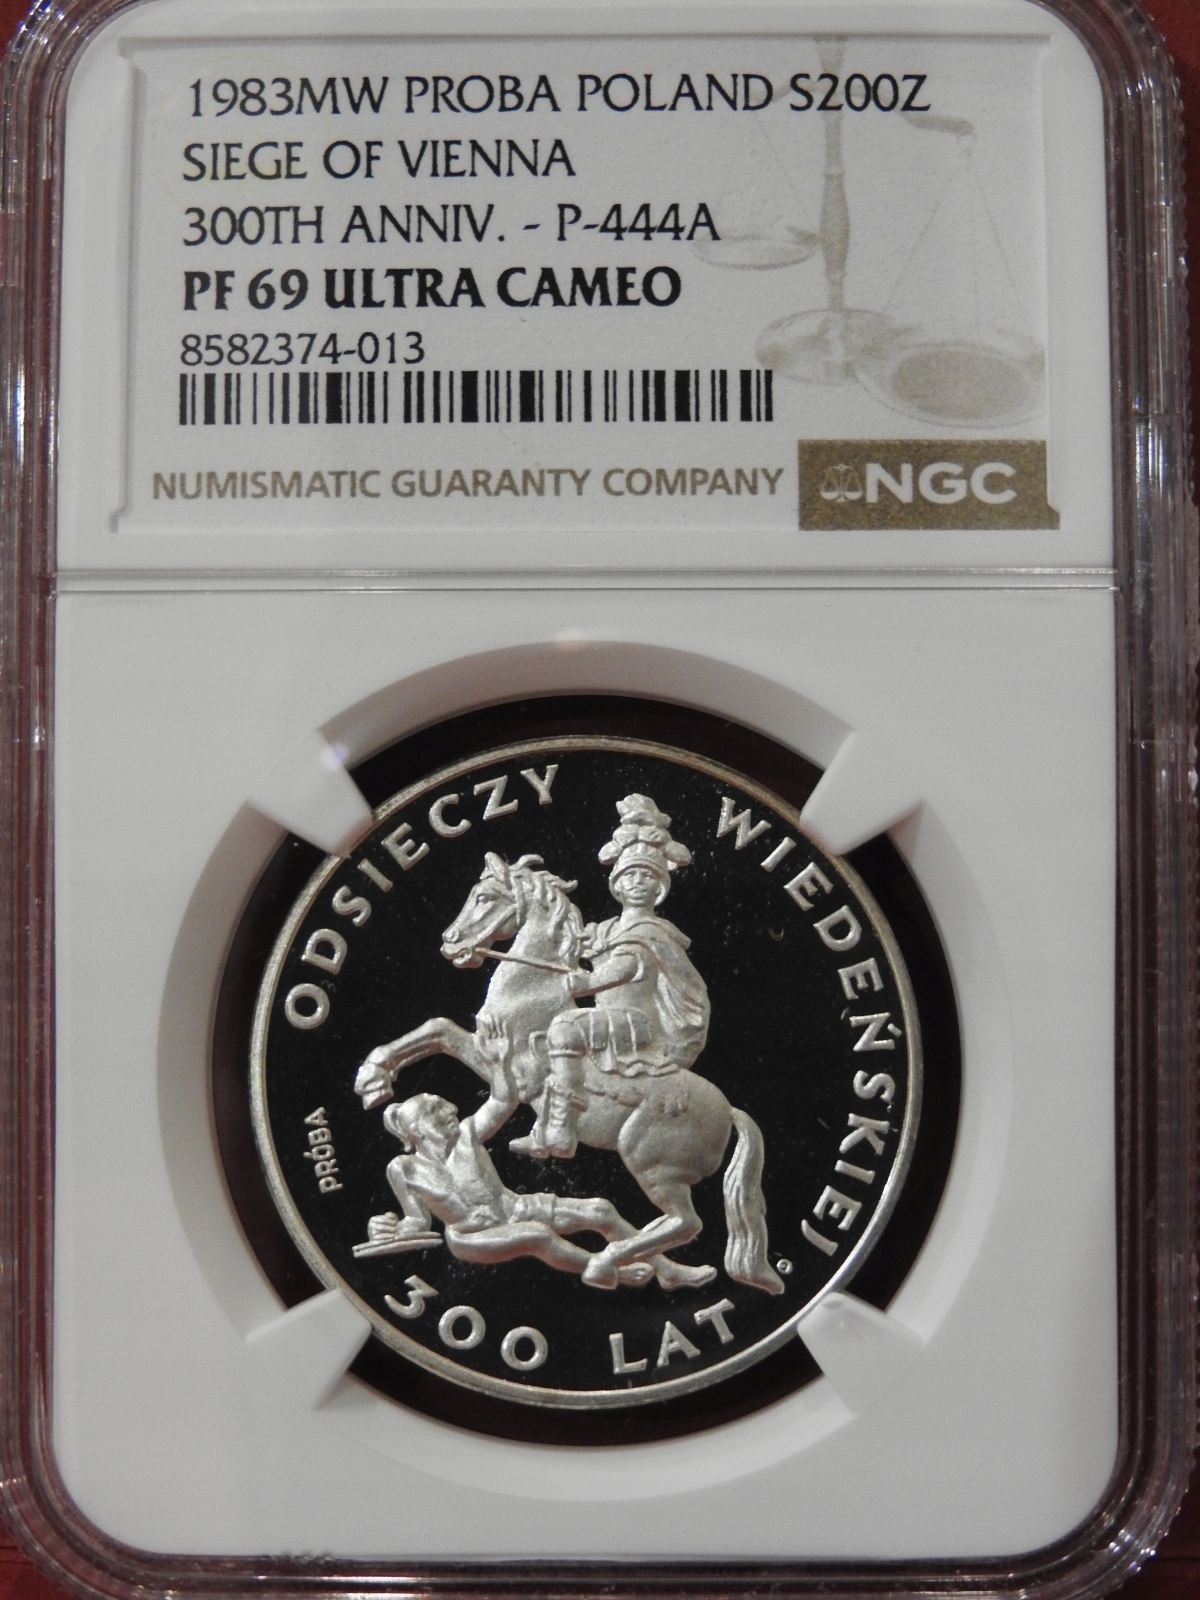 1983MW PROBA POLAND S200Z
SIEGE OF VIENNA
300TH ANNIV. - P-444A
PF 69 ULTRA CAMEO
8582374-013
NUMISMATIC GUARANTY COMPANY
NGC
ODSIECZY WIEDEŃSKIEJ
PRÓBA
300 LAT